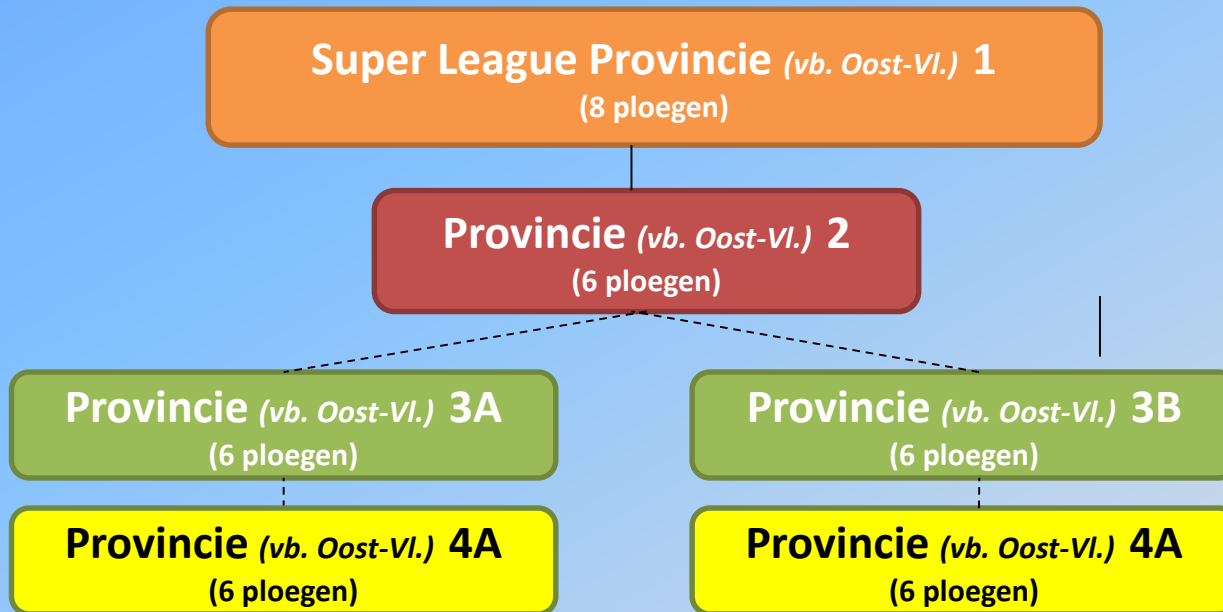 Super League Provincie (vb. Oost-Vl.) 1
(8 ploegen)
Provincie (vb. Oost-Vl.) 2
(6 ploegen)
Provincie (vb. Oost-Vl.) 3A
(6 ploegen)
Provincie (vb. Oost-Vl.) 3B
(6 ploegen)
Provincie (vb. Oost-Vl.) 4A
(6 ploegen)
Provincie (vb. Oost-Vl.) 4A
(6 ploegen)